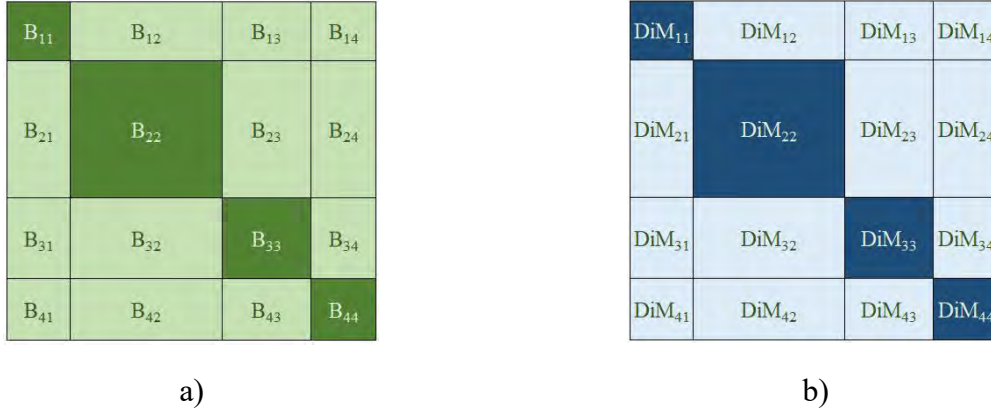 B₁₁ B₁₂ B₁₃ B₁₄ DiM₁₁ DiM₁₂ DiM₁₃ DiM₁₄
B₂₁ B₂₂ B₂₃ B₂₄ DiM₂₁ DiM₂₂ DiM₂₃ DiM₂₄
B₃₁ B₃₂ B₃₃ B₃₄ DiM₃₁ DiM₃₂ DiM₃₃ DiM₃₄
B₄₁ B₄₂ B₄₃ B₄₄ DiM₄₁ DiM₄₂ DiM₄₃ DiM₄₄
a) b)